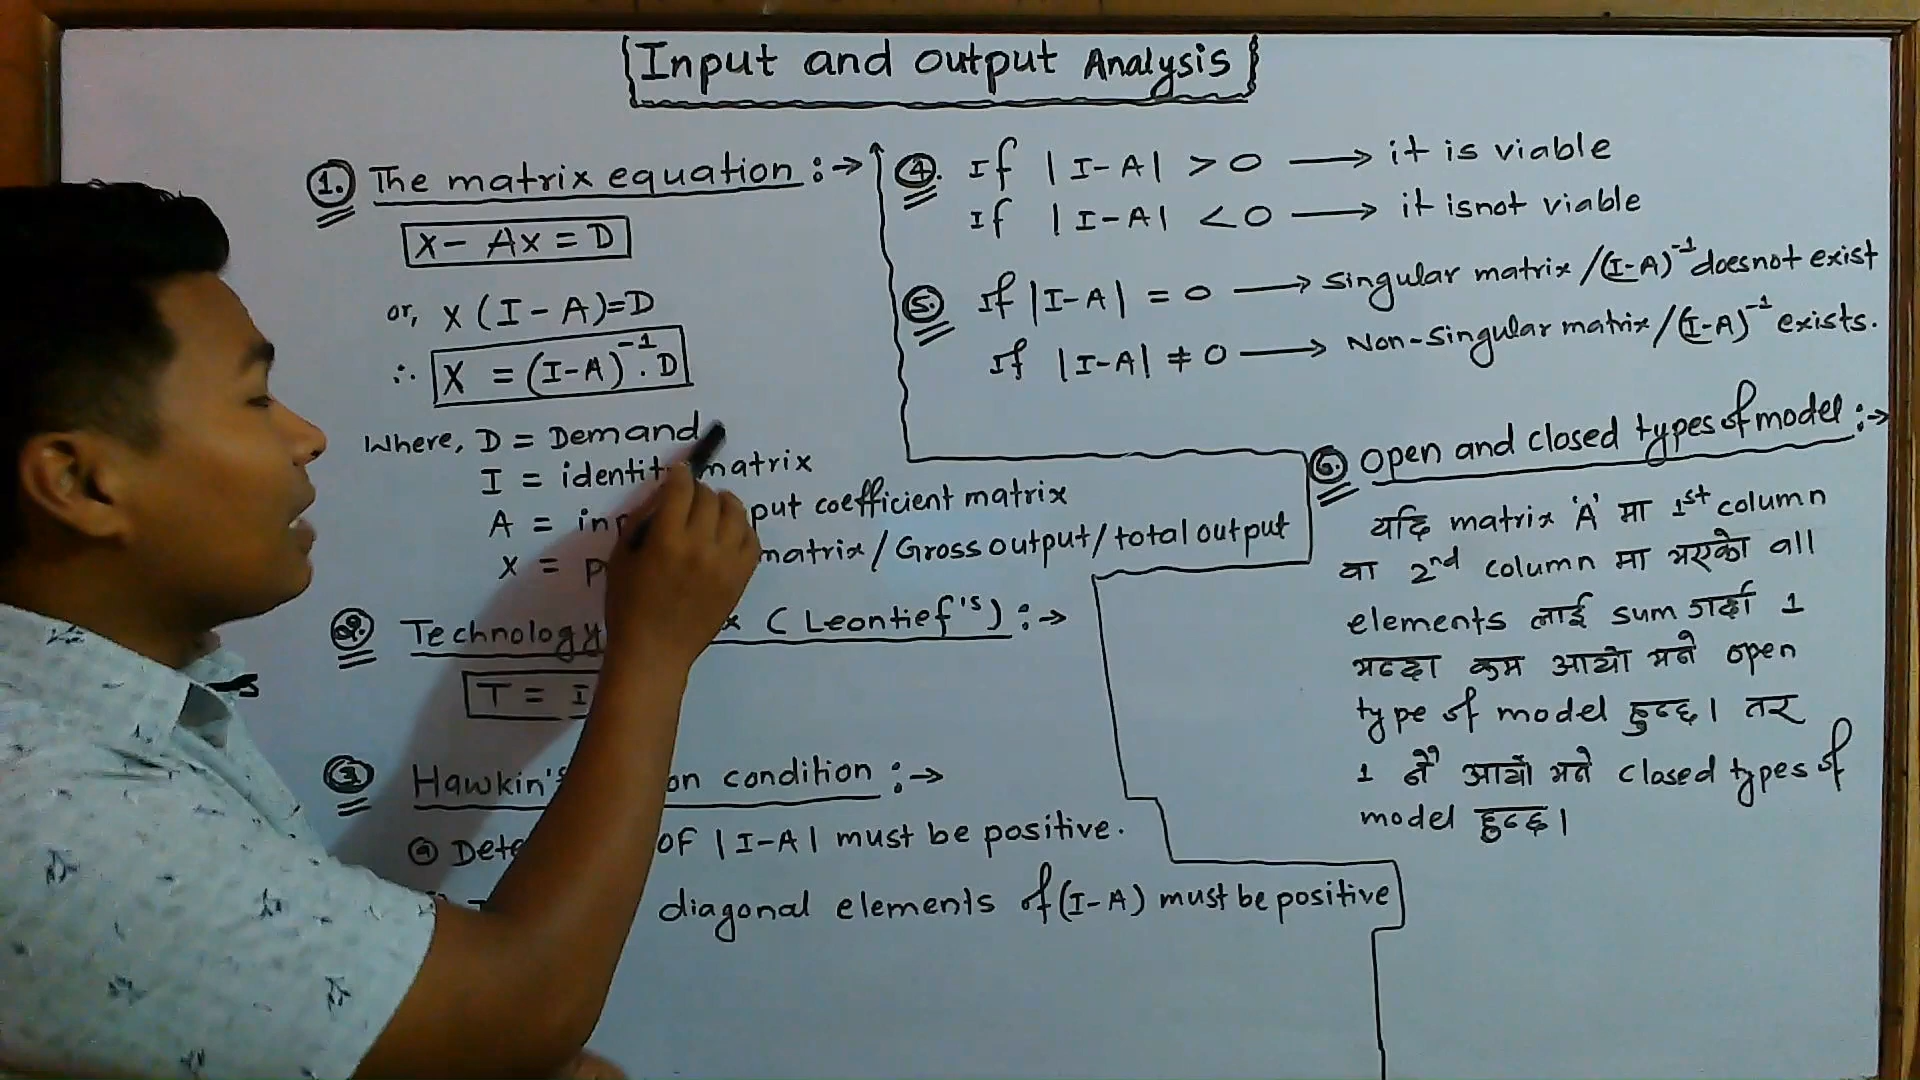 Input and output Analysis
1. The matrix equation :→
X - AX = D
or, X (I - A)=D
∴ X = (I-A)⁻¹ . D
Where, D = Demand
I = identit matrix
A = inp put coefficient matrix
X = p matrix / Gross output / total output
2. Technology x ( Leontief's ) :→
T = I
3. Hawkin's on condition :→
a Dete OF |I-A| must be positive.
diagonal elements of (I-A) must be positive
4. If |I-A| > 0 → it is viable
If |I-A| < 0 → it is not viable
5. If |I-A| = 0 → Singular matrix / (I-A)⁻¹ does not exist
If |I-A| ≠ 0 → Non-Singular matrix / (I-A)⁻¹ exists.
6. Open and closed types of model :→
यदि matrix 'A' मा 1st column
वा 2nd column मा भएको all
elements लाई sum गर्दा 1
भन्दा कम आयो भने open
type of model हुन्छ। तर
1 नै आयो भने closed types of
model हुन्छ।